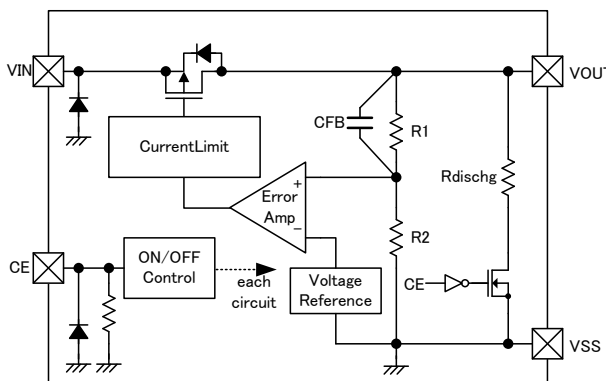 VIN
VOUT
CurrentLimit
CFB
R1
Rdischg
Error
Amp
+
−
R2
CE
ON/OFF
Control
each
circuit
Voltage
Reference
CE
VSS